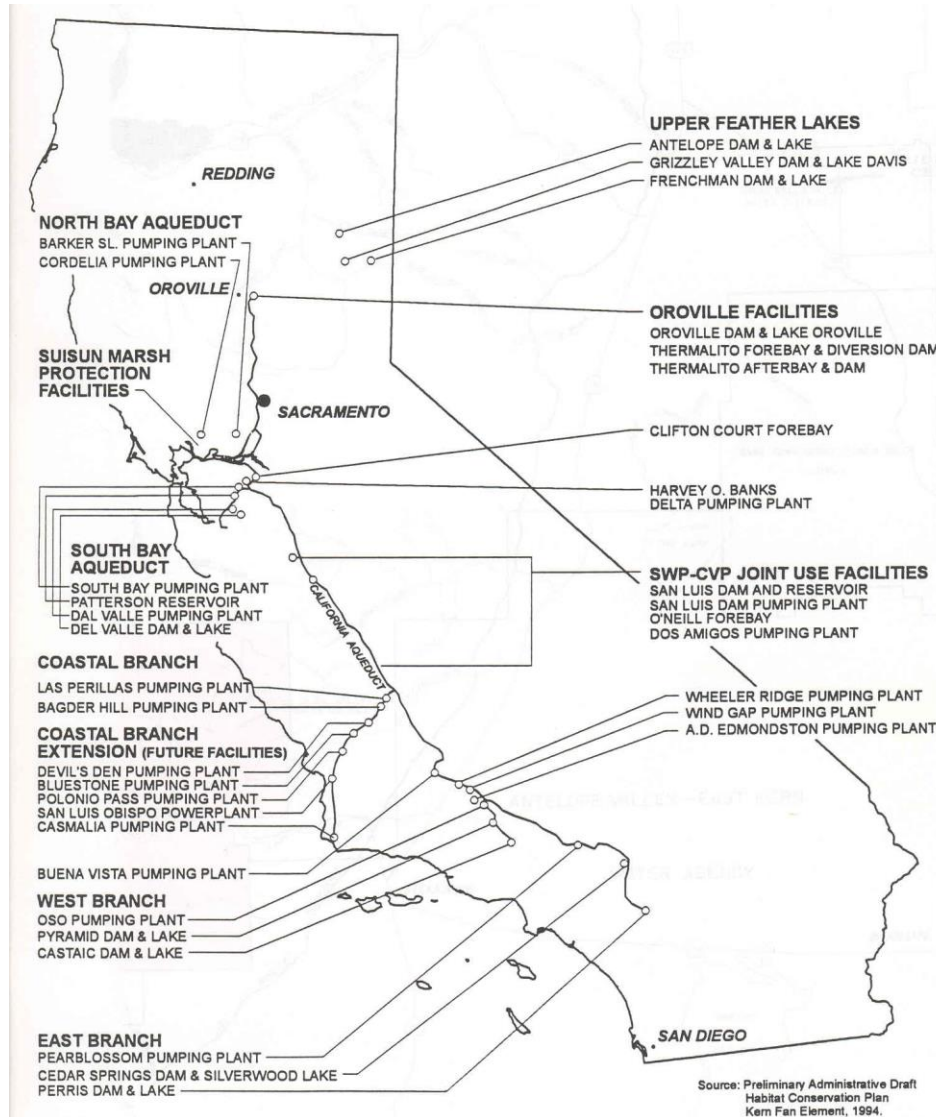 UPPER FEATHER LAKES
ANTELOPE DAM & LAKE
GRIZZLEY VALLEY DAM & LAKE DAVIS
FRENCHMAN DAM & LAKE
REDDING
NORTH BAY AQUEDUCT
BARKER SL. PUMPING PLANT
CORDELIA PUMPING PLANT
OROVILLE
OROVILLE FACILITIES
OROVILLE DAM & LAKE OROVILLE
THERMALITO FOREBAY & DIVERSION DAM
THERMALITO AFTERBAY & DAM
SUISUN MARSH
PROTECTION
FACILITIES
SACRAMENTO
CLIFTON COURT FOREBAY
HARVEY O. BANKS
DELTA PUMPING PLANT
SOUTH BAY
AQUEDUCT
SOUTH BAY PUMPING PLANT
PATTERSON RESERVOIR
DAL VALLE PUMPING PLANT
DEL VALLE DAM & LAKE
SWP-CVP JOINT USE FACILITIES
SAN LUIS DAM AND RESERVOIR
SAN LUIS DAM PUMPING PLANT
O'NEILL FOREBAY
DOS AMIGOS PUMPING PLANT
CALIFORNIA AQUEDUCT
COASTAL BRANCH
LAS PERILLAS PUMPING PLANT
BAGDER HILL PUMPING PLANT
WHEELER RIDGE PUMPING PLANT
WIND GAP PUMPING PLANT
A.D. EDMONDSTON PUMPING PLANT
COASTAL BRANCH
EXTENSION (FUTURE FACILITIES)
DEVIL'S DEN PUMPING PLANT
BLUESTONE PUMPING PLANT
POLONIO PASS PUMPING PLANT
SAN LUIS OBISPO POWERPLANT
CASMALIA PUMPING PLANT
BUENA VISTA PUMPING PLANT
WEST BRANCH
OSO PUMPING PLANT
PYRAMID DAM & LAKE
CASTAIC DAM & LAKE
EAST BRANCH
PEARBLOSSOM PUMPING PLANT
CEDAR SPRINGS DAM & SILVERWOOD LAKE
PERRIS DAM & LAKE
SAN DIEGO
Source: Preliminary Administrative Draft
Habitat Conservation Plan
Kern Fan Element, 1994.